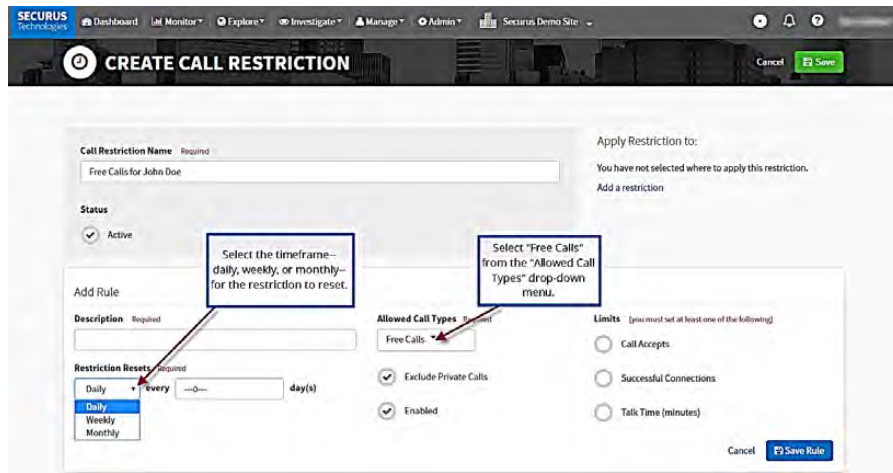 SECURUS Technologies Dashboard Monitor Explore Investigate Manage Admin Securus Demo Site
CREATE CALL RESTRICTION Cancel Save
Call Restriction Name Required
Free Calls for John Doe
Status
Active
Apply Restriction to:
You have not selected where to apply this restriction.
Add a restriction
Select the timeframe--
daily, weekly, or monthly--
for the restriction to reset.
Select "Free Calls"
from the "Allowed Call
Types" drop-down
menu.
Add Rule
Description Required
Restriction Resets Required
Daily every ---0--- day(s)
Daily
Weekly
Monthly
Allowed Call Types Required
Free Calls
Exclude Private Calls
Enabled
Limits (you must set at least one of the following)
Call Accepts
Successful Connections
Talk Time (minutes)
Cancel Save Rule